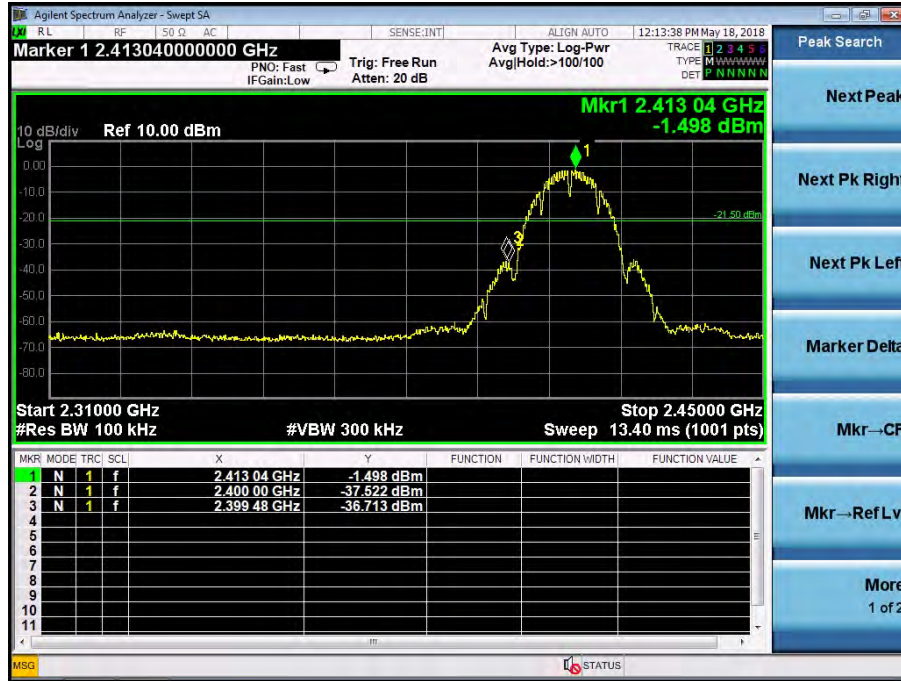 Agilent Spectrum Analyzer - Swept SA
RL RF 50 Ω AC SENSE:INT ALIGN AUTO 12:13:38 PM May 18, 2018
Marker 1 2.413040000000 GHz
PNO: Fast
IFGain:Low
Trig: Free Run
Atten: 20 dB
Avg Type: Log-Pwr
Avg|Hold:>100/100
TRACE 1 2 3 4 5 6
TYPE M WWWWW
DET P N N N N N
Mkr1 2.413 04 GHz
-1.498 dBm
10 dB/div Ref 10.00 dBm
Log
0.00
-10.0
-20.0
-30.0
-40.0
-50.0
-60.0
-70.0
-80.0
1
3
-21.50 dBm
Start 2.31000 GHz Stop 2.45000 GHz
#Res BW 100 kHz #VBW 300 kHz Sweep 13.40 ms (1001 pts)
MKR MODE TRC SCL X Y FUNCTION FUNCTION WIDTH FUNCTION VALUE
1 N 1 f 2.413 04 GHz -1.498 dBm
2 N 1 f 2.400 00 GHz -37.522 dBm
3 N 1 f 2.399 48 GHz -36.713 dBm
4
5
6
7
8
9
10
11
MSG STATUS
Peak Search
Next Peak
Next Pk Right
Next Pk Left
Marker Delta
Mkr→CF
Mkr→Ref Lv
More
1 of 2